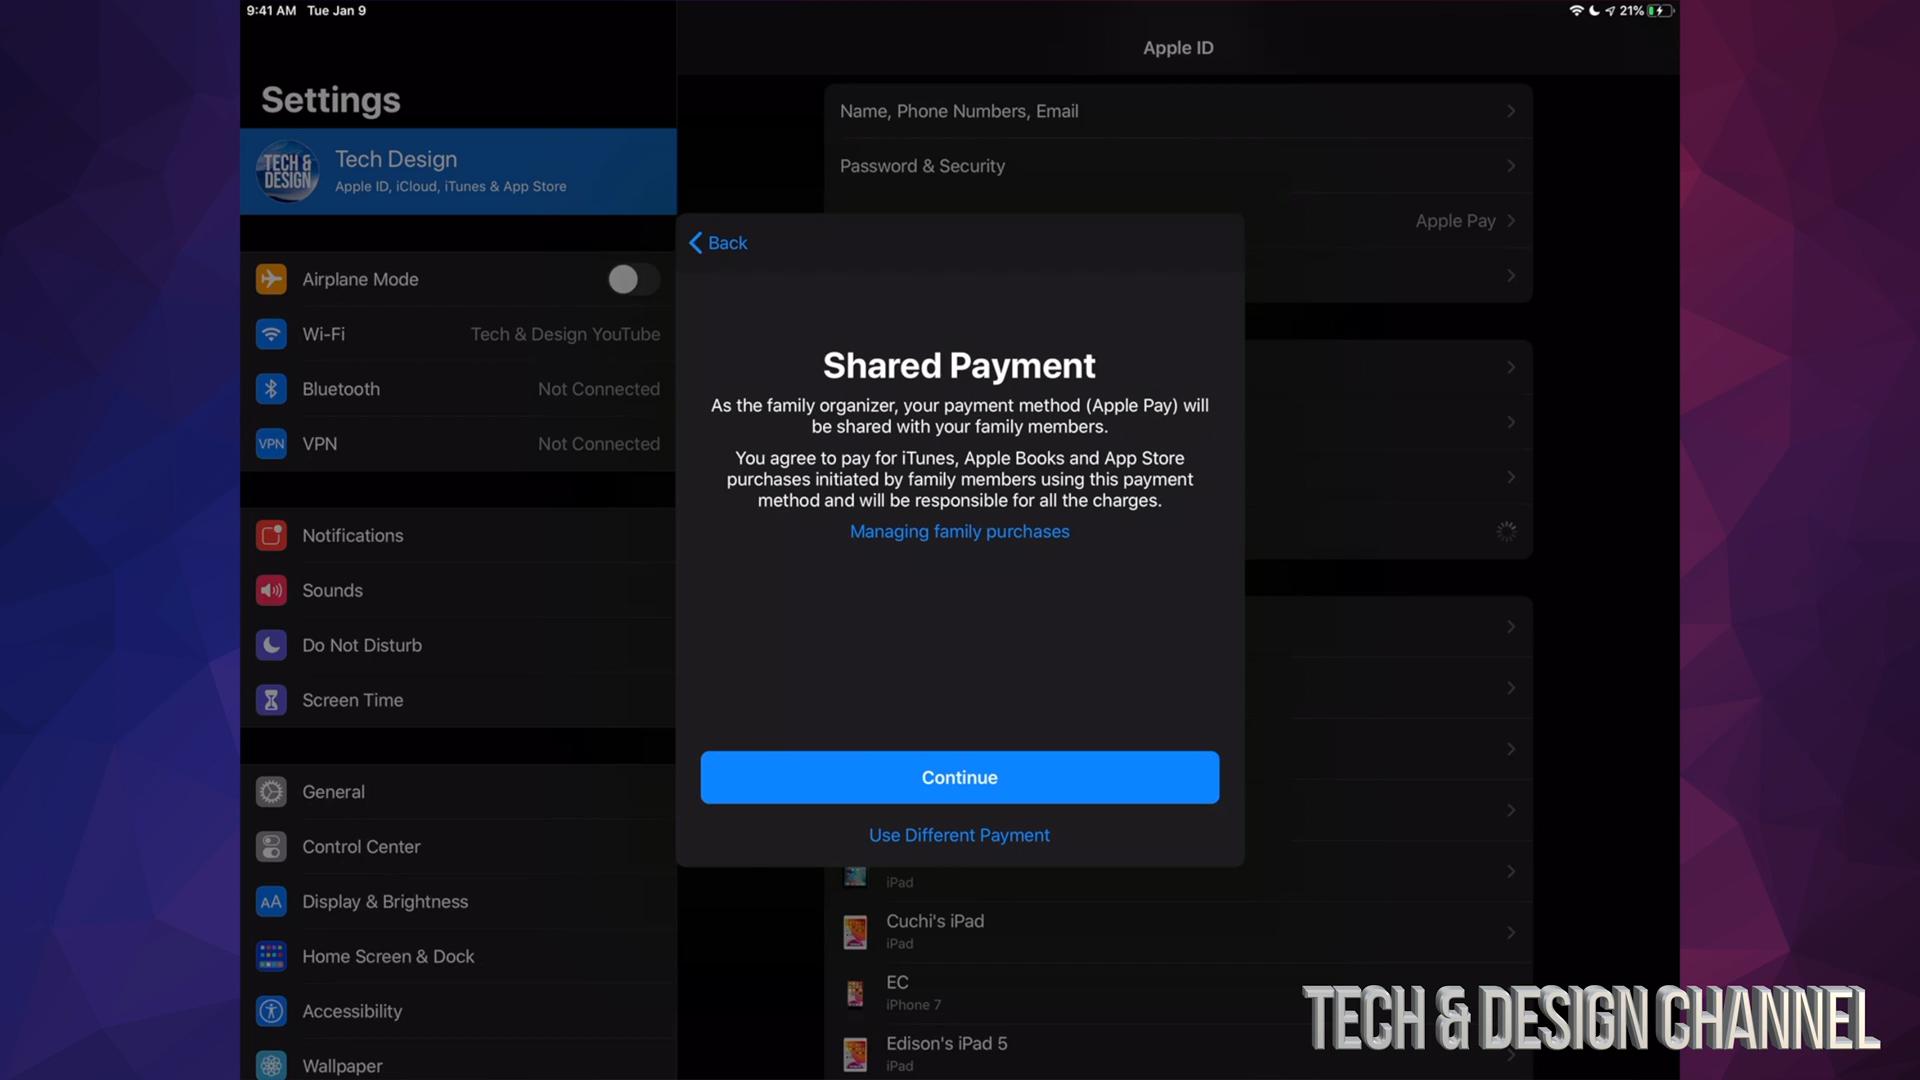 9:41 AM Tue Jan 9
21%
Settings
TECH &
DESIGN
Tech Design
Apple ID, iCloud, iTunes & App Store
Airplane Mode
Wi-Fi Tech & Design YouTube
Bluetooth Not Connected
VPN VPN Not Connected
Notifications
Sounds
Do Not Disturb
Screen Time
General
Control Center
AA Display & Brightness
Home Screen & Dock
Accessibility
Wallpaper
Apple ID
Name, Phone Numbers, Email
Password & Security
Apple Pay
Back
Shared Payment
As the family organizer, your payment method (Apple Pay) will
be shared with your family members.
You agree to pay for iTunes, Apple Books and App Store
purchases initiated by family members using this payment
method and will be responsible for all the charges.
Managing family purchases
Continue
Use Different Payment
iPad
Cuchi's iPad
iPad
EC
iPhone 7
Edison's iPad 5
iPad
TECH & DESIGN CHANNEL